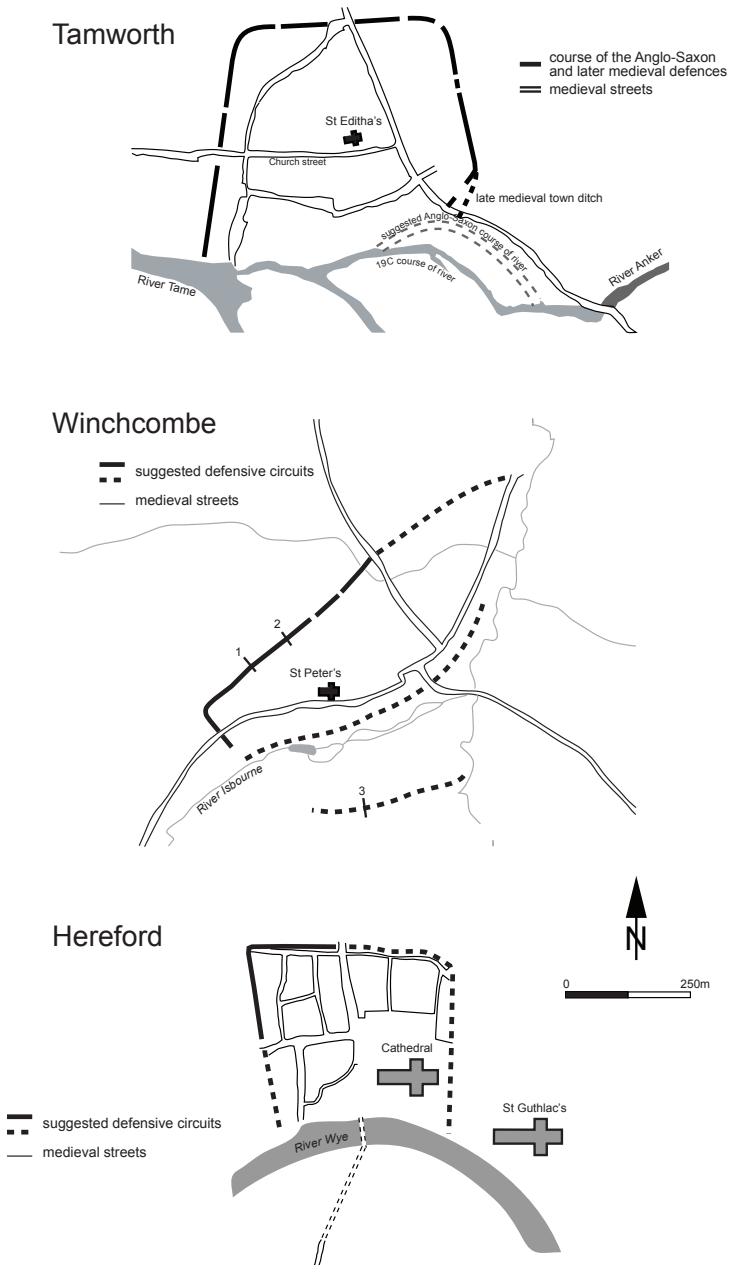 Tamworth
course of the Anglo-Saxon
and later medieval defences
medieval streets
St Editha's
Church street
late medieval town ditch
suggested Anglo-Saxon course of river
19C course of river
River Tame
River Anker
Winchcombe
suggested defensive circuits
medieval streets
2
1
St Peter's
River Isbourne
3
Hereford
N
0 250m
Cathedral
St Guthlac's
suggested defensive circuits
medieval streets
River Wye